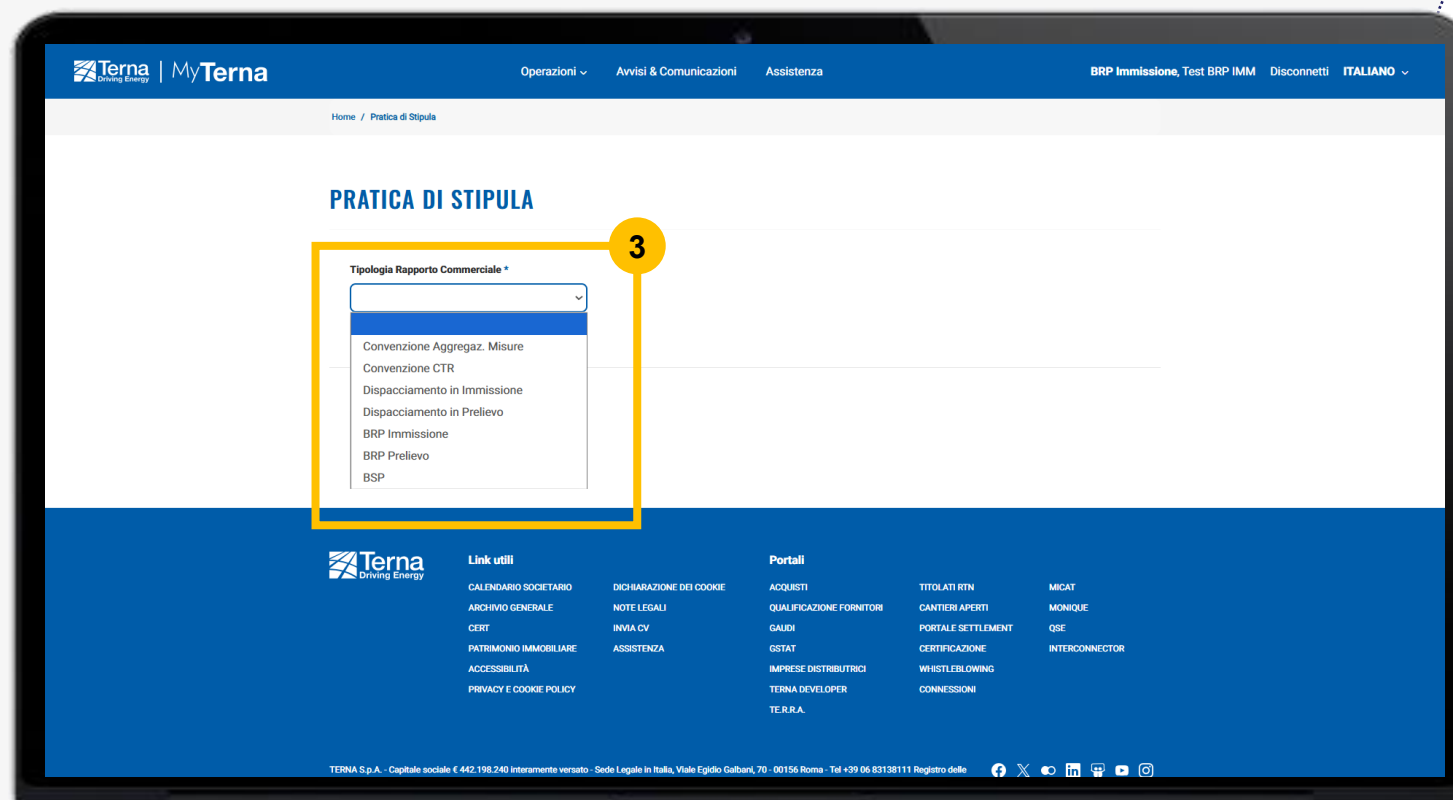 Terna
Driving Energy
MyTerna
Operazioni
Avvisi & Comunicazioni
Assistenza
BRP Immissione, Test BRP IMM
Disconnetti
ITALIANO
Home / Pratica di Stipula
PRATICA DI STIPULA
3
Tipologia Rapporto Commerciale *
Convenzione Aggregaz. Misure
Convenzione CTR
Dispacciamento in Immissione
Dispacciamento in Prelievo
BRP Immissione
BRP Prelievo
BSP
Terna
Driving Energy
Link utili
CALENDARIO SOCIETARIO
ARCHIVIO GENERALE
CERT
PATRIMONIO IMMOBILIARE
ACCESSIBILITÀ
PRIVACY E COOKIE POLICY
DICHIARAZIONE DEI COOKIE
NOTE LEGALI
INVIA CV
ASSISTENZA
Portali
ACQUISTI
QUALIFICAZIONE FORNITORI
GAUDI
GSTAT
IMPRESE DISTRIBUTRICI
TERNA DEVELOPER
TE.R.R.A.
TITOLATI RTN
CANTIERI APERTI
PORTALE SETTLEMENT
CERTIFICAZIONE
WHISTLEBLOWING
CONNESSIONI
MICAT
MONIQUE
QSE
INTERCONNECTOR
TERNA S.p.A. - Capitale sociale € 442.198.240 interamente versato - Sede Legale in Italia, Viale Egidio Galbani, 70 - 00156 Roma - Tel +39 06 83138111 Registro delle